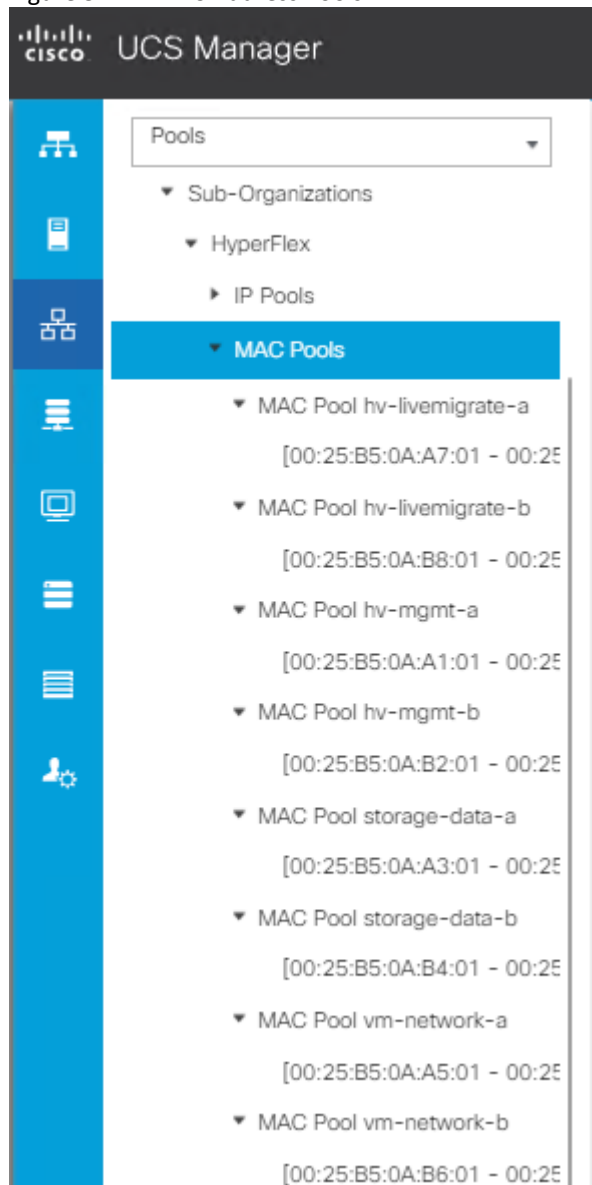 CISCO UCS Manager
Pools
Sub-Organizations
HyperFlex
IP Pools
MAC Pools
MAC Pool hv-livemigrate-a
[00:25:B5:0A:A7:01 - 00:25
MAC Pool hv-livemigrate-b
[00:25:B5:0A:B8:01 - 00:25
MAC Pool hv-mgmt-a
[00:25:B5:0A:A1:01 - 00:25
MAC Pool hv-mgmt-b
[00:25:B5:0A:B2:01 - 00:25
MAC Pool storage-data-a
[00:25:B5:0A:A3:01 - 00:25
MAC Pool storage-data-b
[00:25:B5:0A:B4:01 - 00:25
MAC Pool vm-network-a
[00:25:B5:0A:A5:01 - 00:25
MAC Pool vm-network-b
[00:25:B5:0A:B6:01 - 00:25